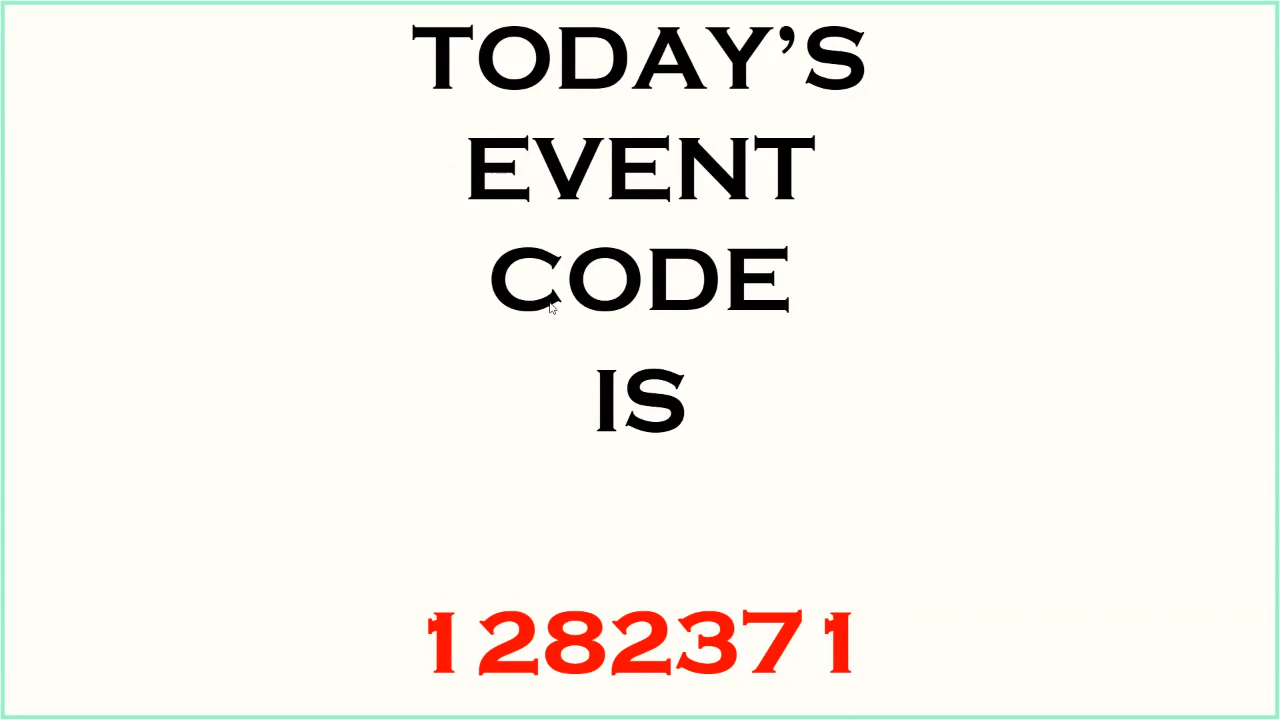 TODAY’S
EVENT
CODE
IS
1282371